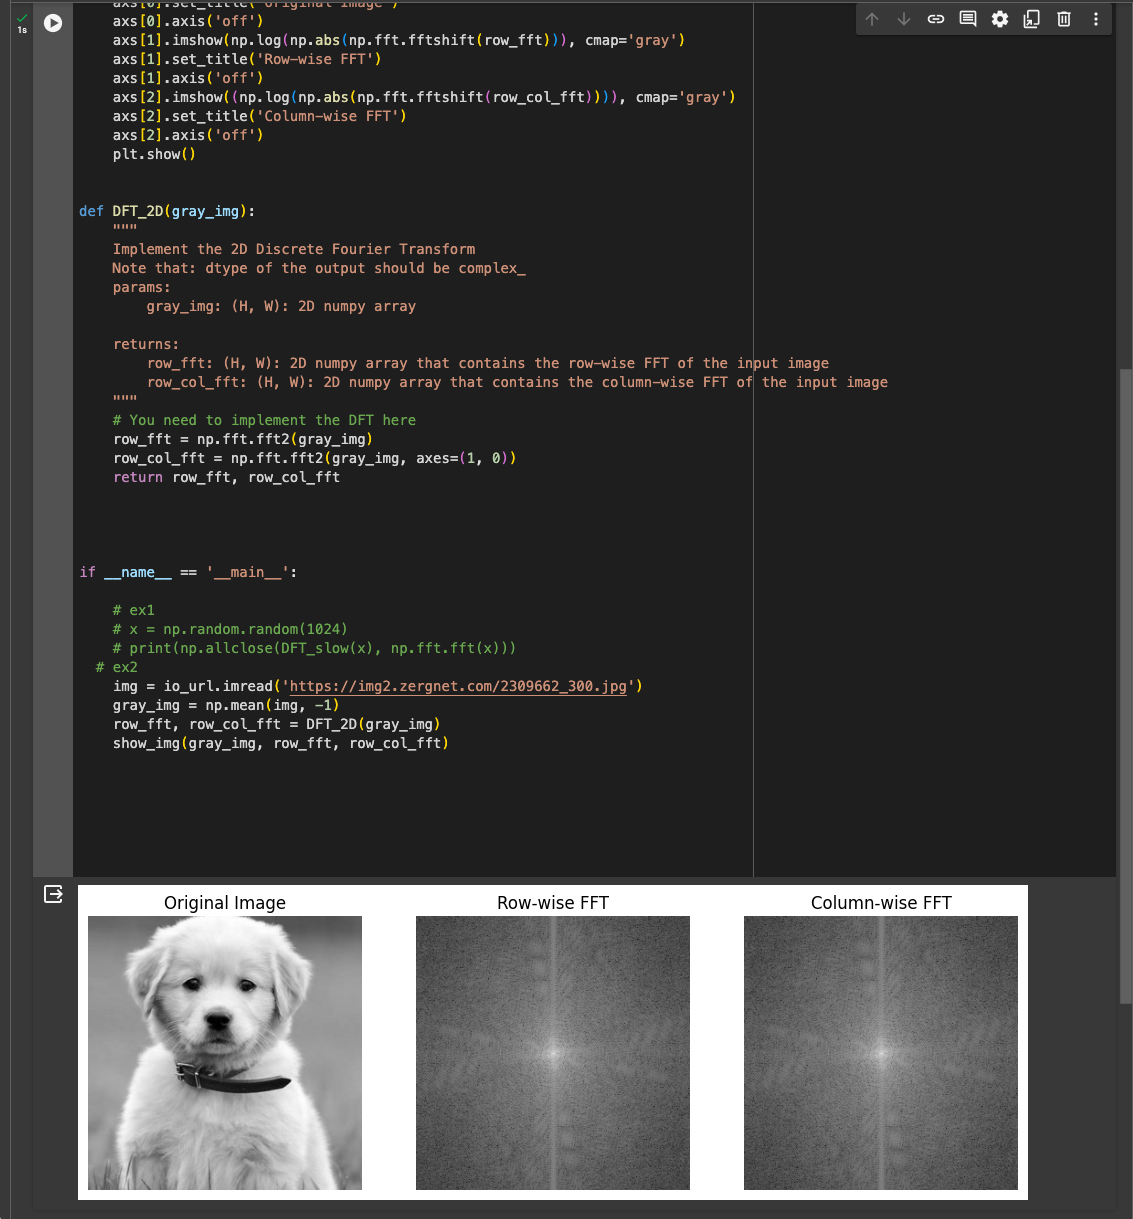 axs[0].set_title('Original Image')
1s
axs[0].axis('off')
axs[1].imshow(np.log(np.abs(np.fft.fftshift(row_fft))), cmap='gray')
axs[1].set_title('Row-wise FFT')
axs[1].axis('off')
axs[2].imshow((np.log(np.abs(np.fft.fftshift(row_col_fft)))), cmap='gray')
axs[2].set_title('Column-wise FFT')
axs[2].axis('off')
plt.show()
def DFT_2D(gray_img):
"""
Implement the 2D Discrete Fourier Transform
Note that: dtype of the output should be complex_
params:
gray_img: (H, W): 2D numpy array
returns:
row_fft: (H, W): 2D numpy array that contains the row-wise FFT of the input image
row_col_fft: (H, W): 2D numpy array that contains the column-wise FFT of the input image
"""
# You need to implement the DFT here
row_fft = np.fft.fft2(gray_img)
row_col_fft = np.fft.fft2(gray_img, axes=(1, 0))
return row_fft, row_col_fft
if __name__ == '__main__':
# ex1
# x = np.random.random(1024)
# print(np.allclose(DFT_slow(x), np.fft.fft(x)))
# ex2
img = io_url.imread('https://img2.zergnet.com/2309662_300.jpg')
gray_img = np.mean(img, -1)
row_fft, row_col_fft = DFT_2D(gray_img)
show_img(gray_img, row_fft, row_col_fft)
Original Image
Row-wise FFT
Column-wise FFT